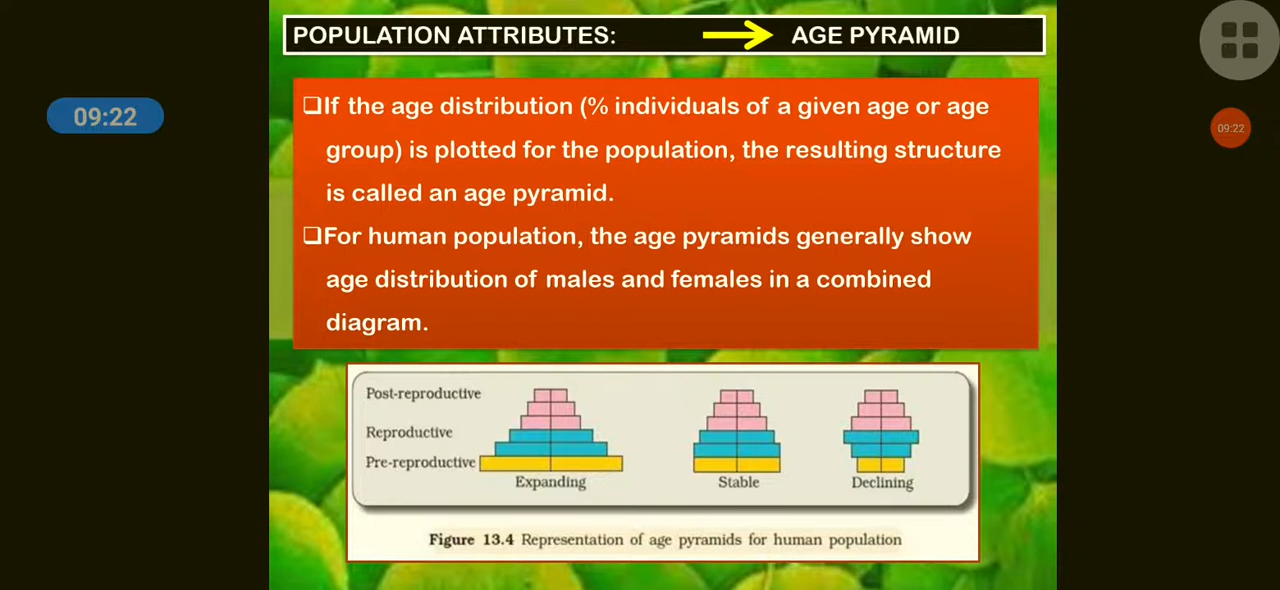 POPULATION ATTRIBUTES: AGE PYRAMID
09:22
09:22
If the age distribution (% individuals of a given age or age
group) is plotted for the population, the resulting structure
is called an age pyramid.
For human population, the age pyramids generally show
age distribution of males and females in a combined
diagram.
Post-reproductive
Reproductive
Pre-reproductive
Expanding Stable Declining
Figure 13.4 Representation of age pyramids for human population